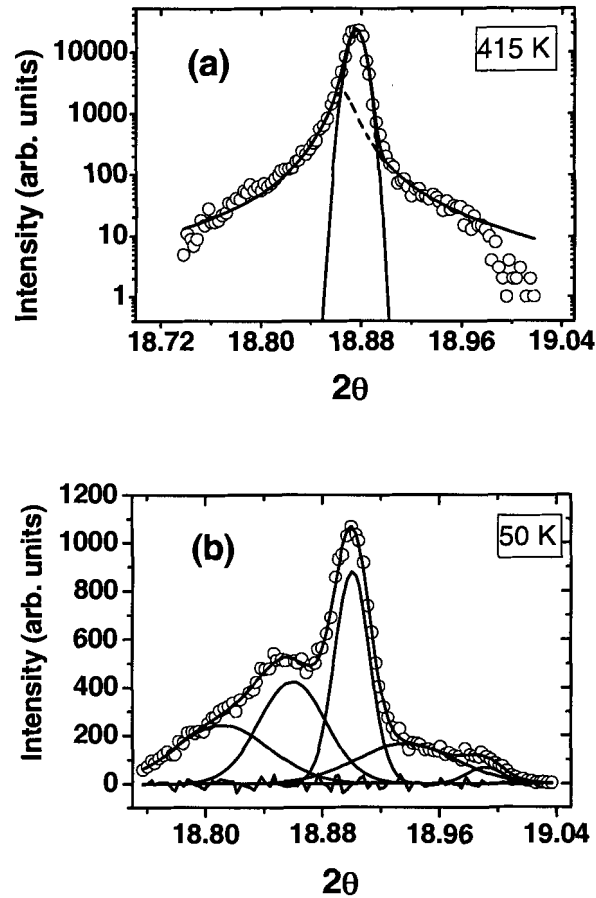 10000
1000
100
10
1
Intensity (arb. units)
(a)
415 K
18.72 18.80 18.88 18.96 19.04
2θ
1200
1000
800
600
400
200
0
Intensity (arb. units)
(b)
50 K
18.80 18.88 18.96 19.04
2θ